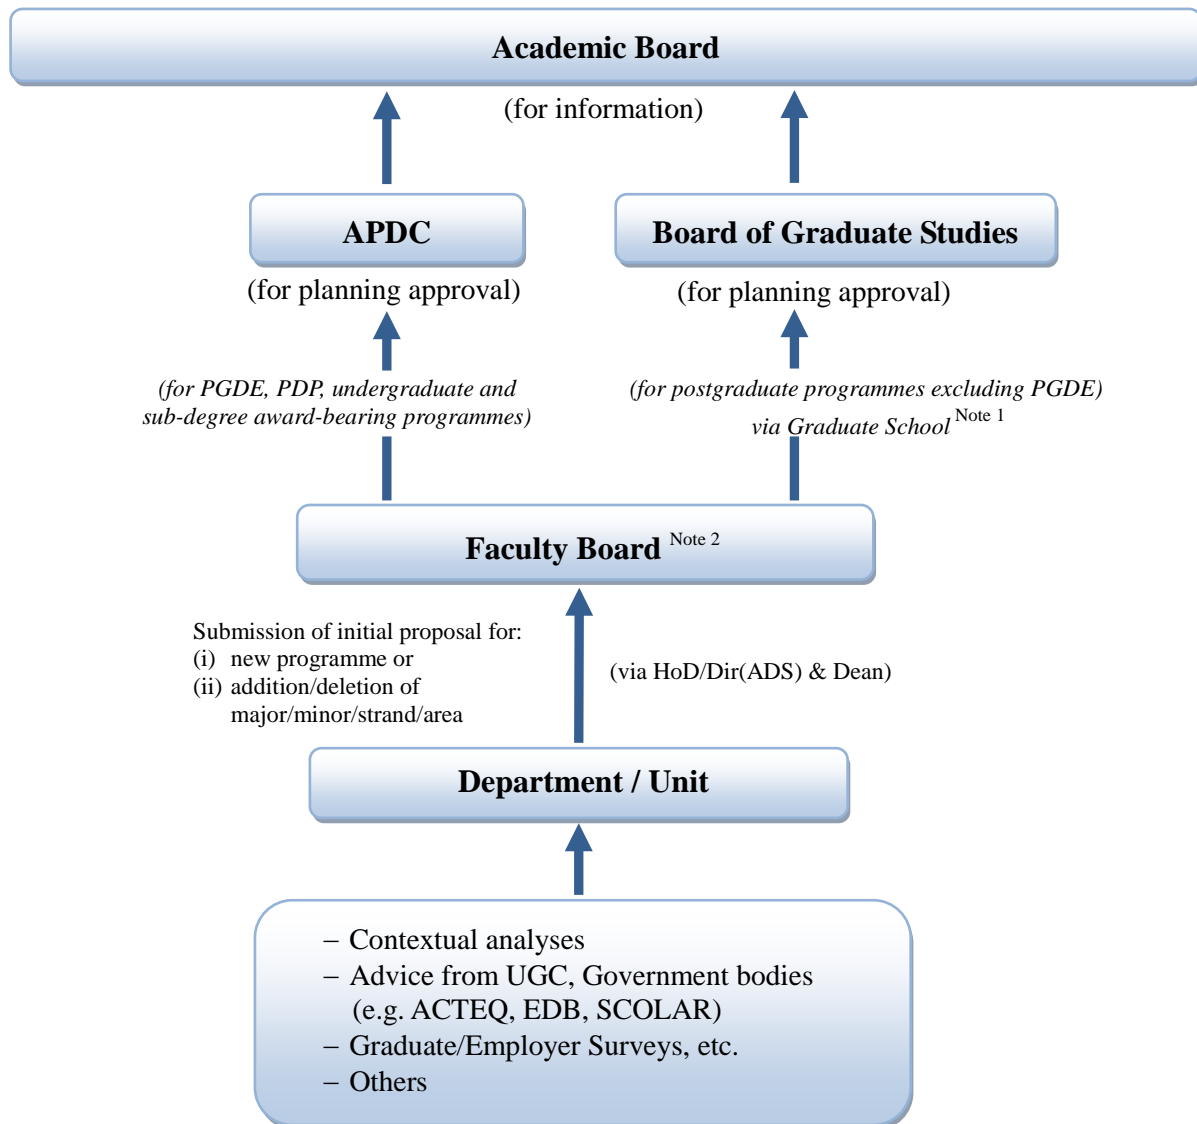 Academic Board
(for information)
APDC
Board of Graduate Studies
(for planning approval)
(for planning approval)
(for PGDE, PDP, undergraduate and
sub-degree award-bearing programmes)
(for postgraduate programmes excluding PGDE)
via Graduate School Note 1
Faculty Board Note 2
Submission of initial proposal for:
(i) new programme or
(ii) addition/deletion of
major/minor/strand/area
(via HoD/Dir(ADS) & Dean)
Department / Unit
– Contextual analyses
– Advice from UGC, Government bodies
(e.g. ACTEQ, EDB, SCOLAR)
– Graduate/Employer Surveys, etc.
– Others